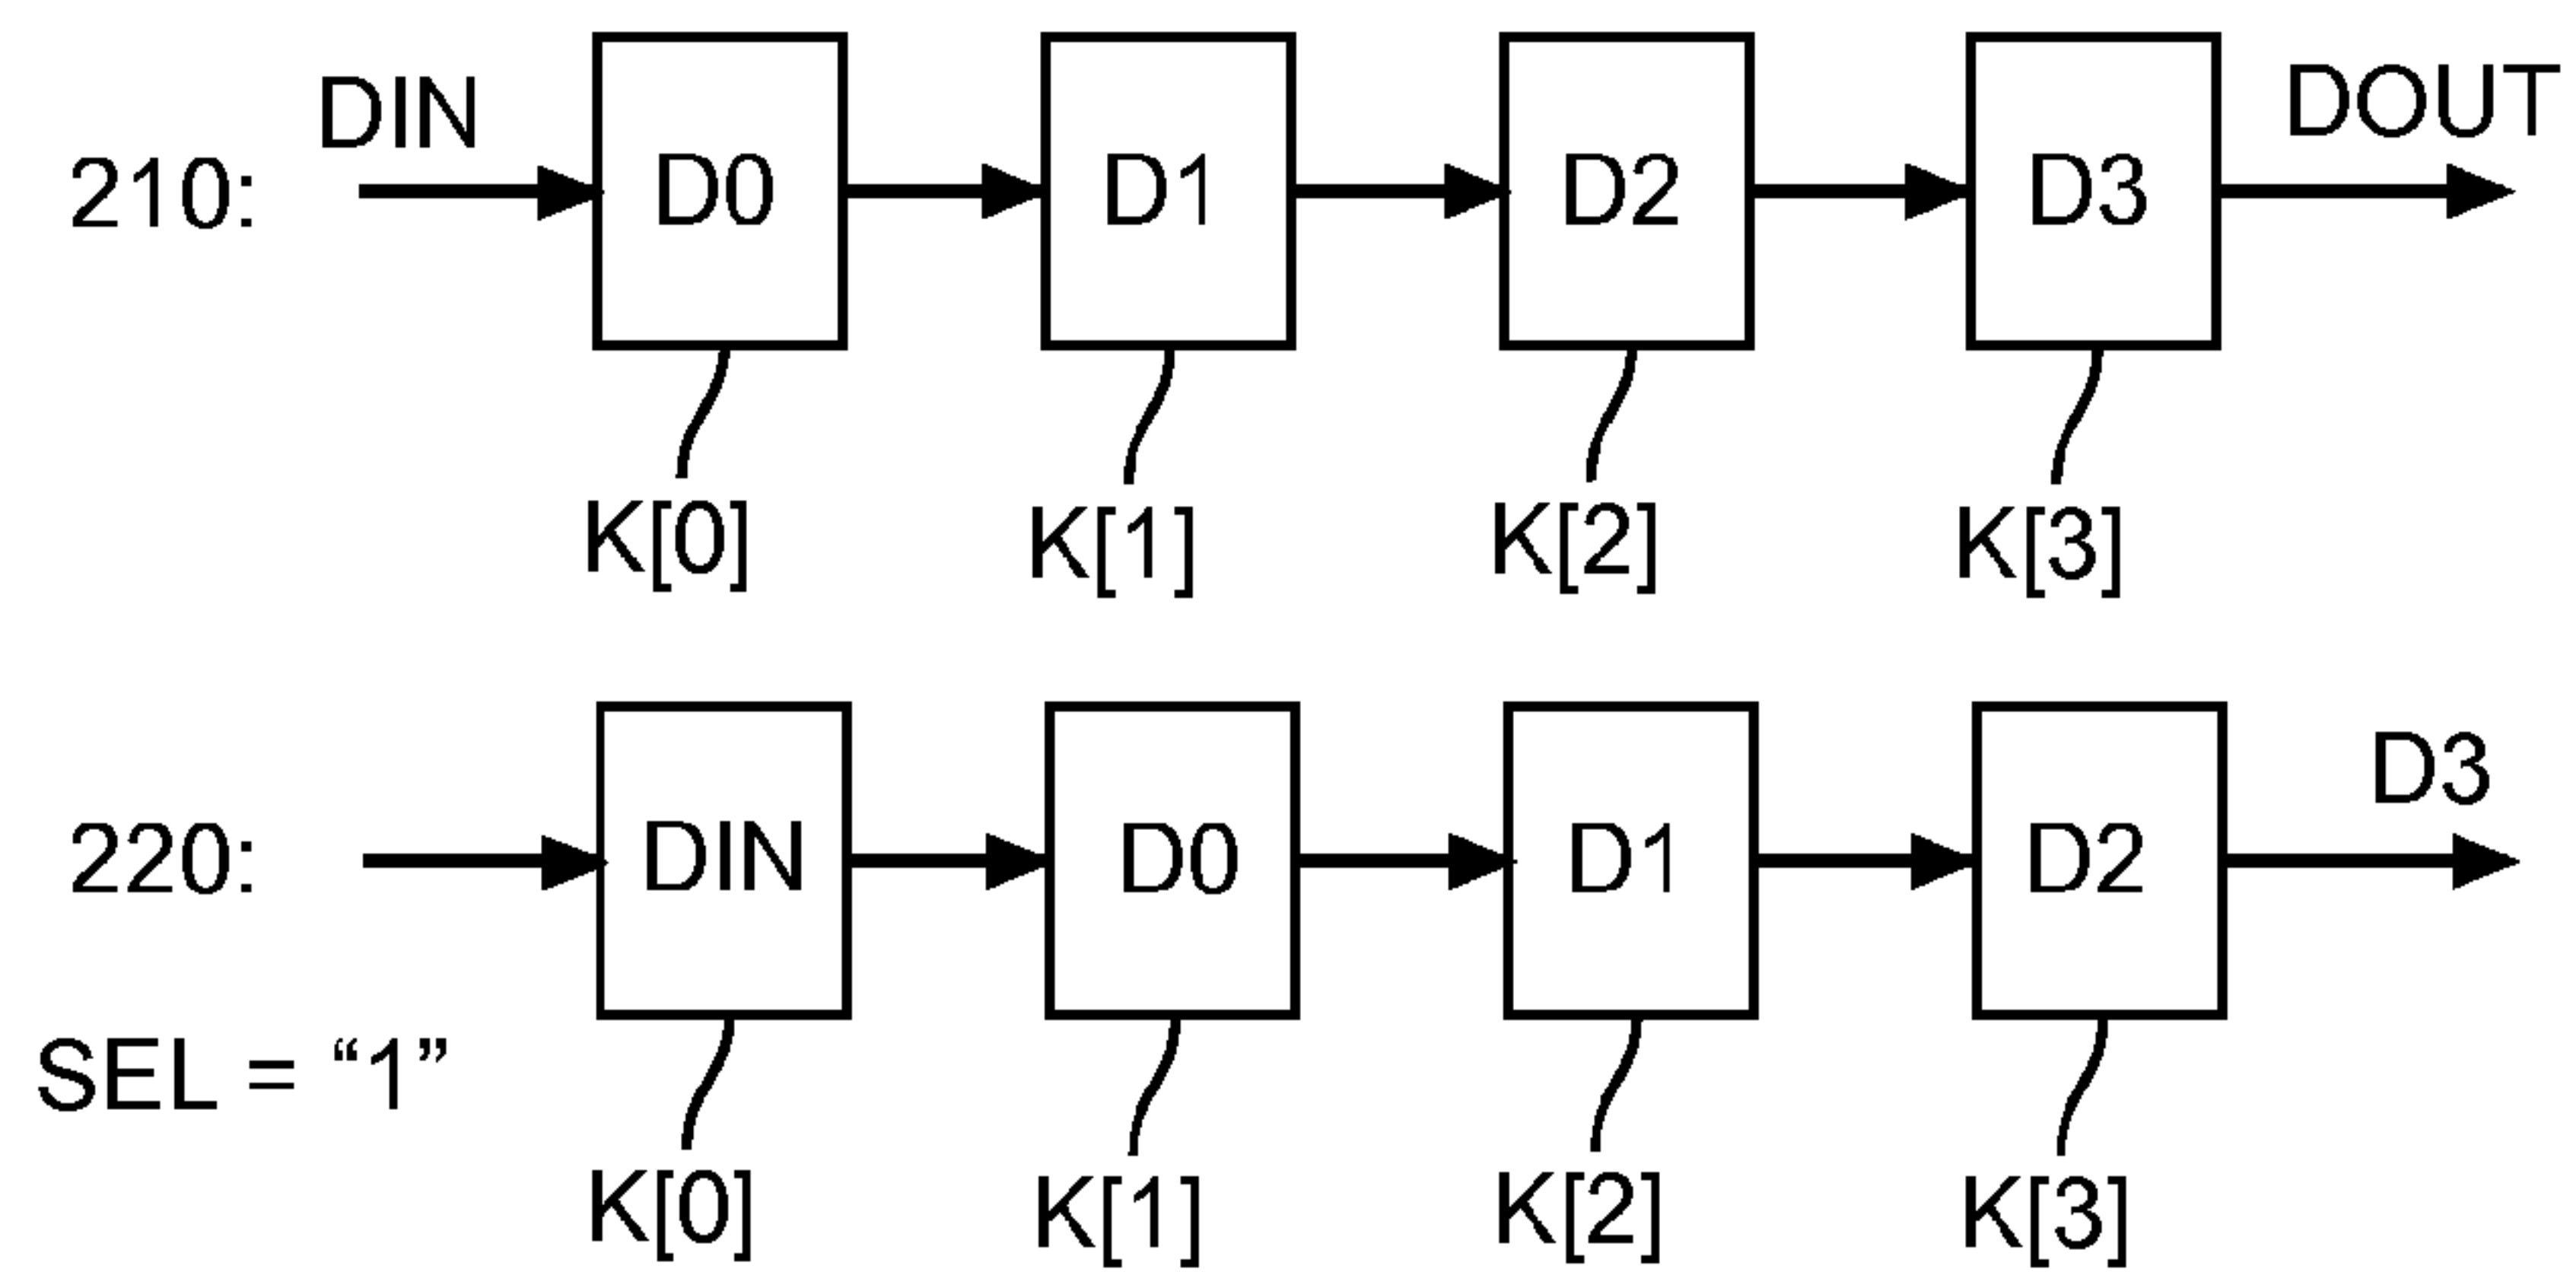 210: DIN D0 D1 D2 D3 DOUT
K[0] K[1] K[2] K[3]
220: DIN D0 D1 D2 D3
SEL = “1”
K[0] K[1] K[2] K[3]